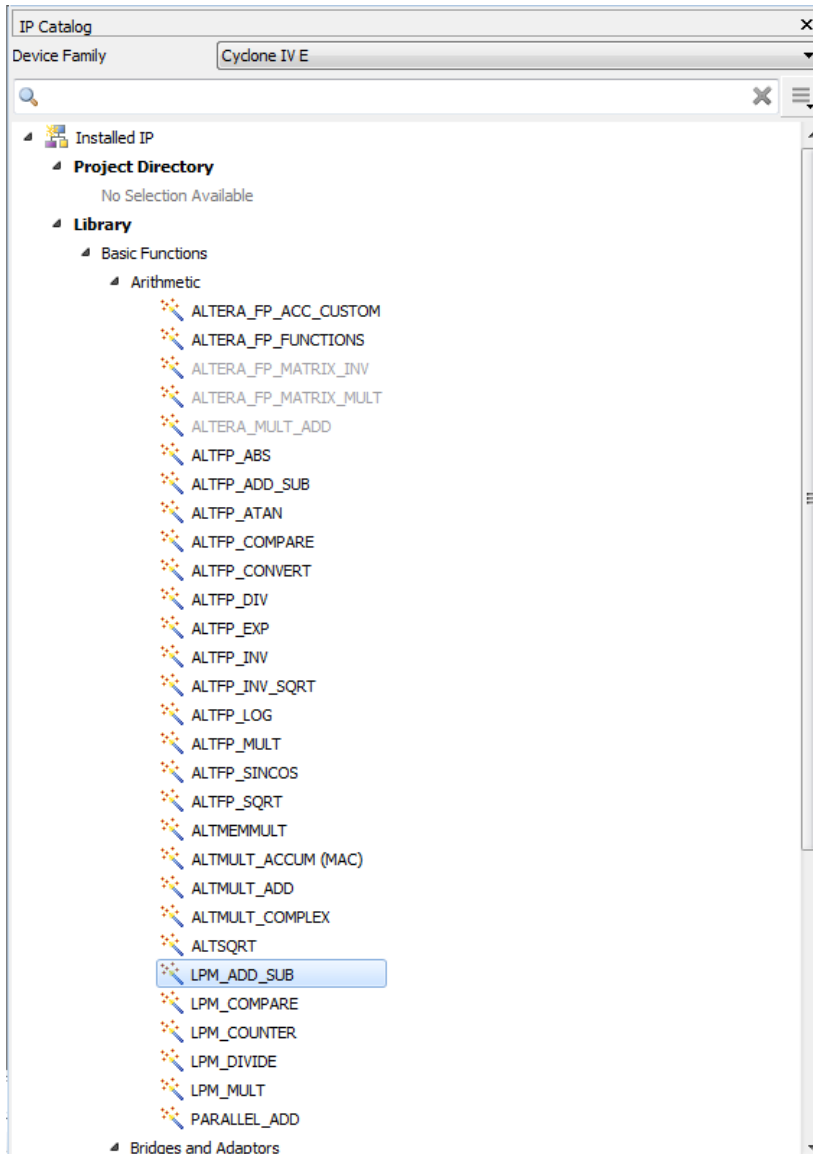 IP Catalog
Device Family Cyclone IV E
Installed IP
Project Directory
No Selection Available
Library
Basic Functions
Arithmetic
ALTERA_FP_ACC_CUSTOM
ALTERA_FP_FUNCTIONS
ALTERA_FP_MATRIX_INV
ALTERA_FP_MATRIX_MULT
ALTERA_MULT_ADD
ALTFP_ABS
ALTFP_ADD_SUB
ALTFP_ATAN
ALTFP_COMPARE
ALTFP_CONVERT
ALTFP_DIV
ALTFP_EXP
ALTFP_INV
ALTFP_INV_SQRT
ALTFP_LOG
ALTFP_MULT
ALTFP_SINCOS
ALTFP_SQRT
ALTMEMMULT
ALTMULT_ACCUM (MAC)
ALTMULT_ADD
ALTMULT_COMPLEX
ALTSQRT
LPM_ADD_SUB
LPM_COMPARE
LPM_COUNTER
LPM_DIVIDE
LPM_MULT
PARALLEL_ADD
Bridges and Adaptors